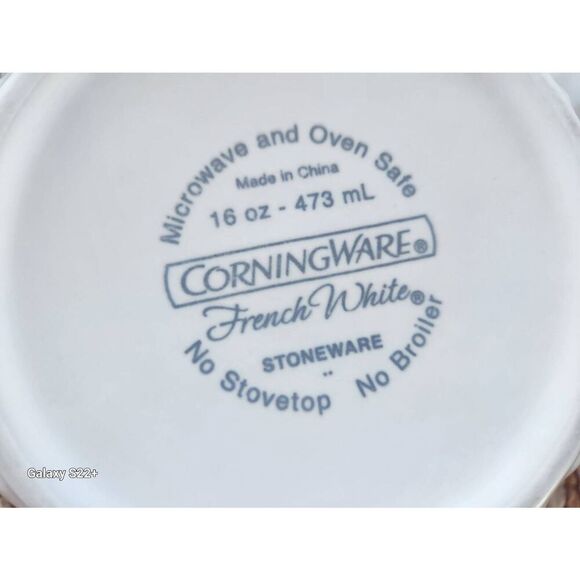 Microwave and Oven Safe
Made in China
16 oz - 473 mL
CORNINGWARE®
French White®
STONEWARE
No Stovetop No Broiler
Galaxy S22+